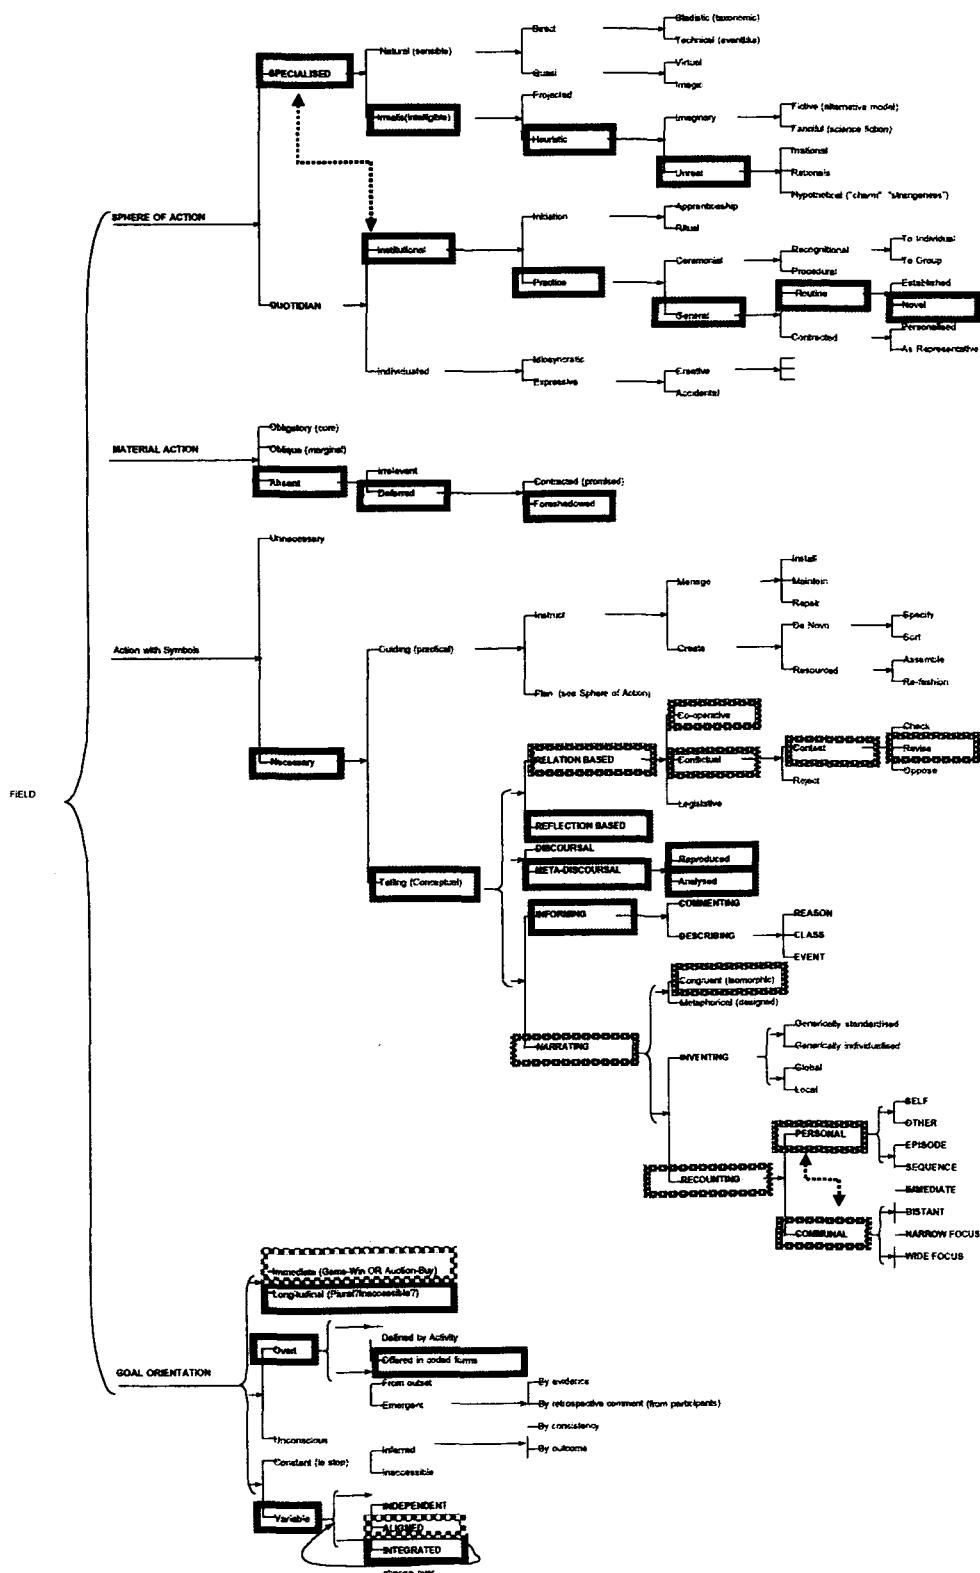 Direct
Sladistic (taxonomic)
Technical (eventlike)
Natural (sensible)
SPECIALISED
Quasi
Virtual
Image
Projected
Irrealis(intelligible)
Heuristic
Imaginary
Fictive (alternative model)
Fanciful (science fiction)
Unreal
Irrational
Rationals
Hypothetical ("charm" "strangeness")
SPHERE OF ACTION
Initiation
Apprenticeship
Ritual
Institutional
Practice
Ceremonial
Recognitional
To Individual
To Group
Procedural
QUOTIDIAN
General
Routine
Established
Novel
Contracted
Personalised
As Representative
Individuated
Idiosyncratic
Expressive
Creative
Accidental
Obligatory (core)
MATERIAL ACTION
Oblique (marginal)
Absent
Irrelevant
Deferred
Contracted (promised)
Foreshadowed
Unnecessary
Action with Symbols
Guiding (practical)
Instruct
Manage
Install
Maintain
Repair
Create
De Novo
Specify
Sort
Resourced
Assemble
Re-fashion
Plan (see Sphere of Action)
Necessary
FIELD
RELATION BASED
Co-operative
Conflictual
Contest
Check
Revise
Oppose
Reject
Legislative
REFLECTION BASED
Telling (Conceptual)
DISCOURSAL
META-DISCOURSAL
Reproduced
Analysed
INFORMING
COMMENTING
DESCRIBING
REASON
CLASS
EVENT
NARRATING
Congruent (Isomorphic)
Metaphorical (designed)
INVENTING
Generically standardised
Generically individualised
Global
Local
RECOUNTING
PERSONAL
SELF
OTHER
EPISODE
SEQUENCE
COMMUNAL
IMMEDIATE
DISTANT
NARROW FOCUS
WIDE FOCUS
GOAL ORIENTATION
Immediate (Game-Win OR Auction-Buy)
Longitudinal (Plural?Inaccessible?)
Overt
Defined by Activity
Offered in coded forms
From outset
Emergent
By evidence
By retrospective comment (from participants)
Unconscious
Inferred
Inaccessible
By consistency
By outcome
Constant (ie stop)
Variable
INDEPENDENT
ALIGNED
INTEGRATED